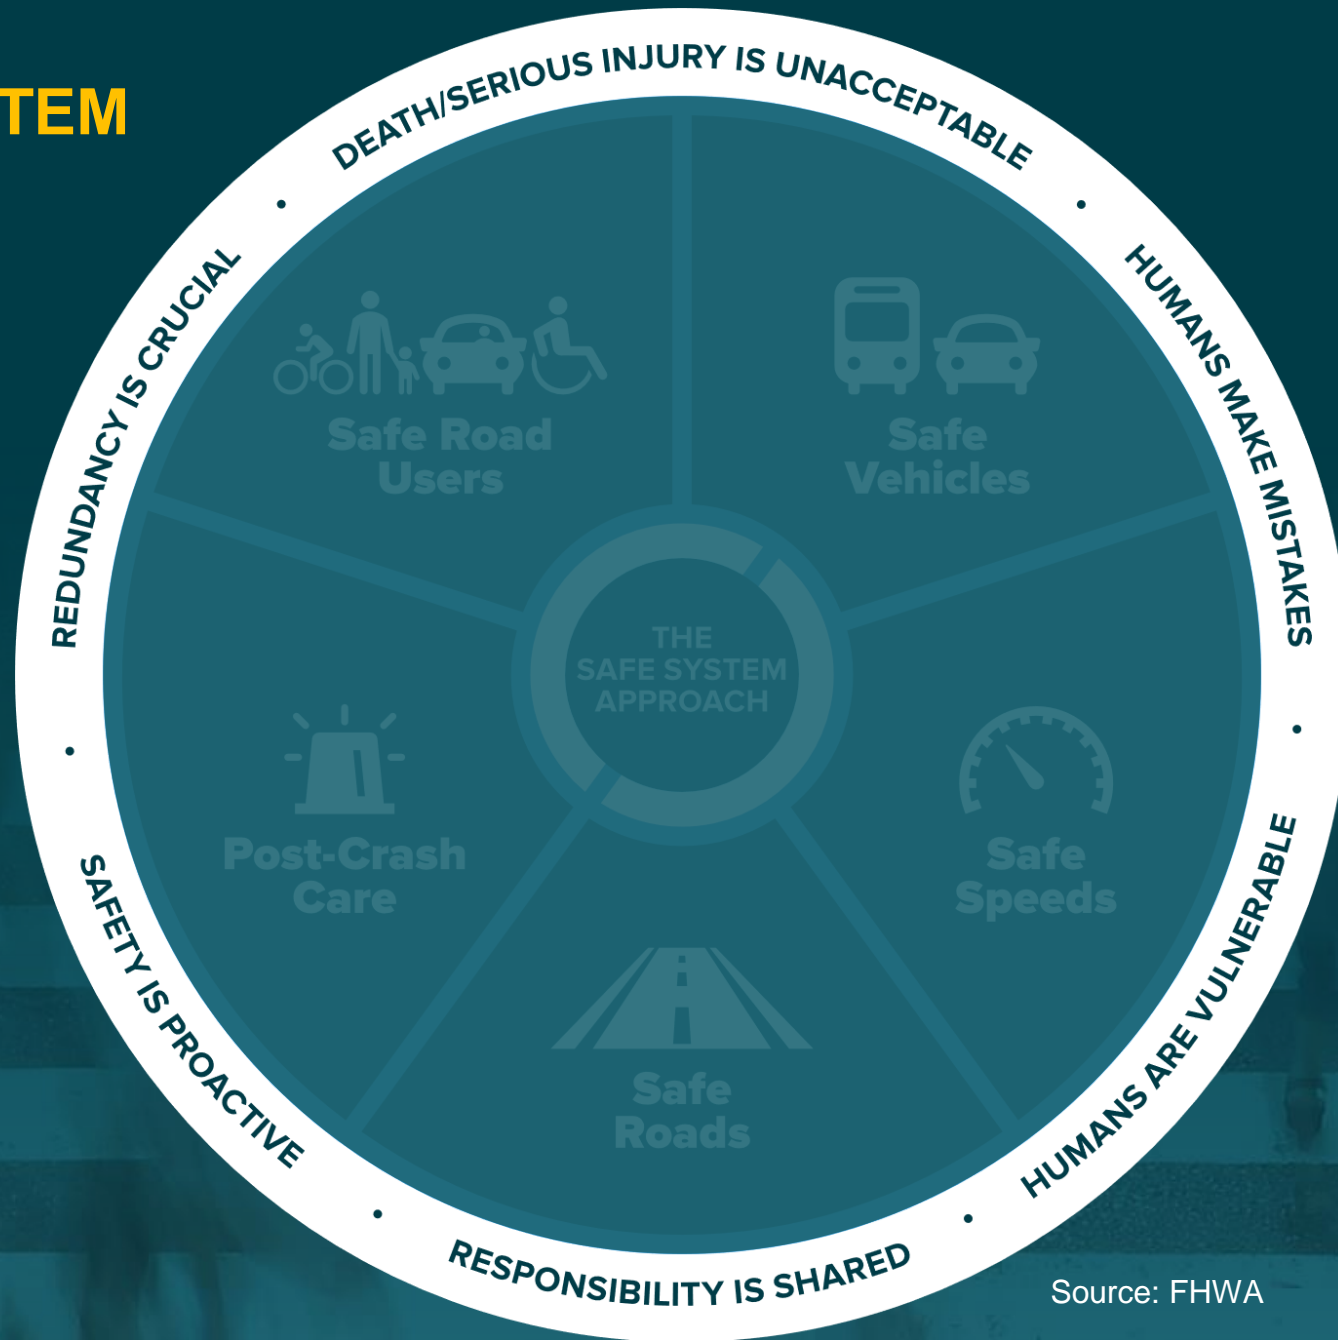 TEM
DEATH/SERIOUS INJURY IS UNACCEPTABLE
HUMANS MAKE MISTAKES
HUMANS ARE VULNERABLE
RESPONSIBILITY IS SHARED
SAFETY IS PROACTIVE
REDUNDANCY IS CRUCIAL
Safe Road
Users
Safe
Vehicles
THE
SAFE SYSTEM
APPROACH
Post-Crash
Care
Safe
Speeds
Safe
Roads
Source: FHWA